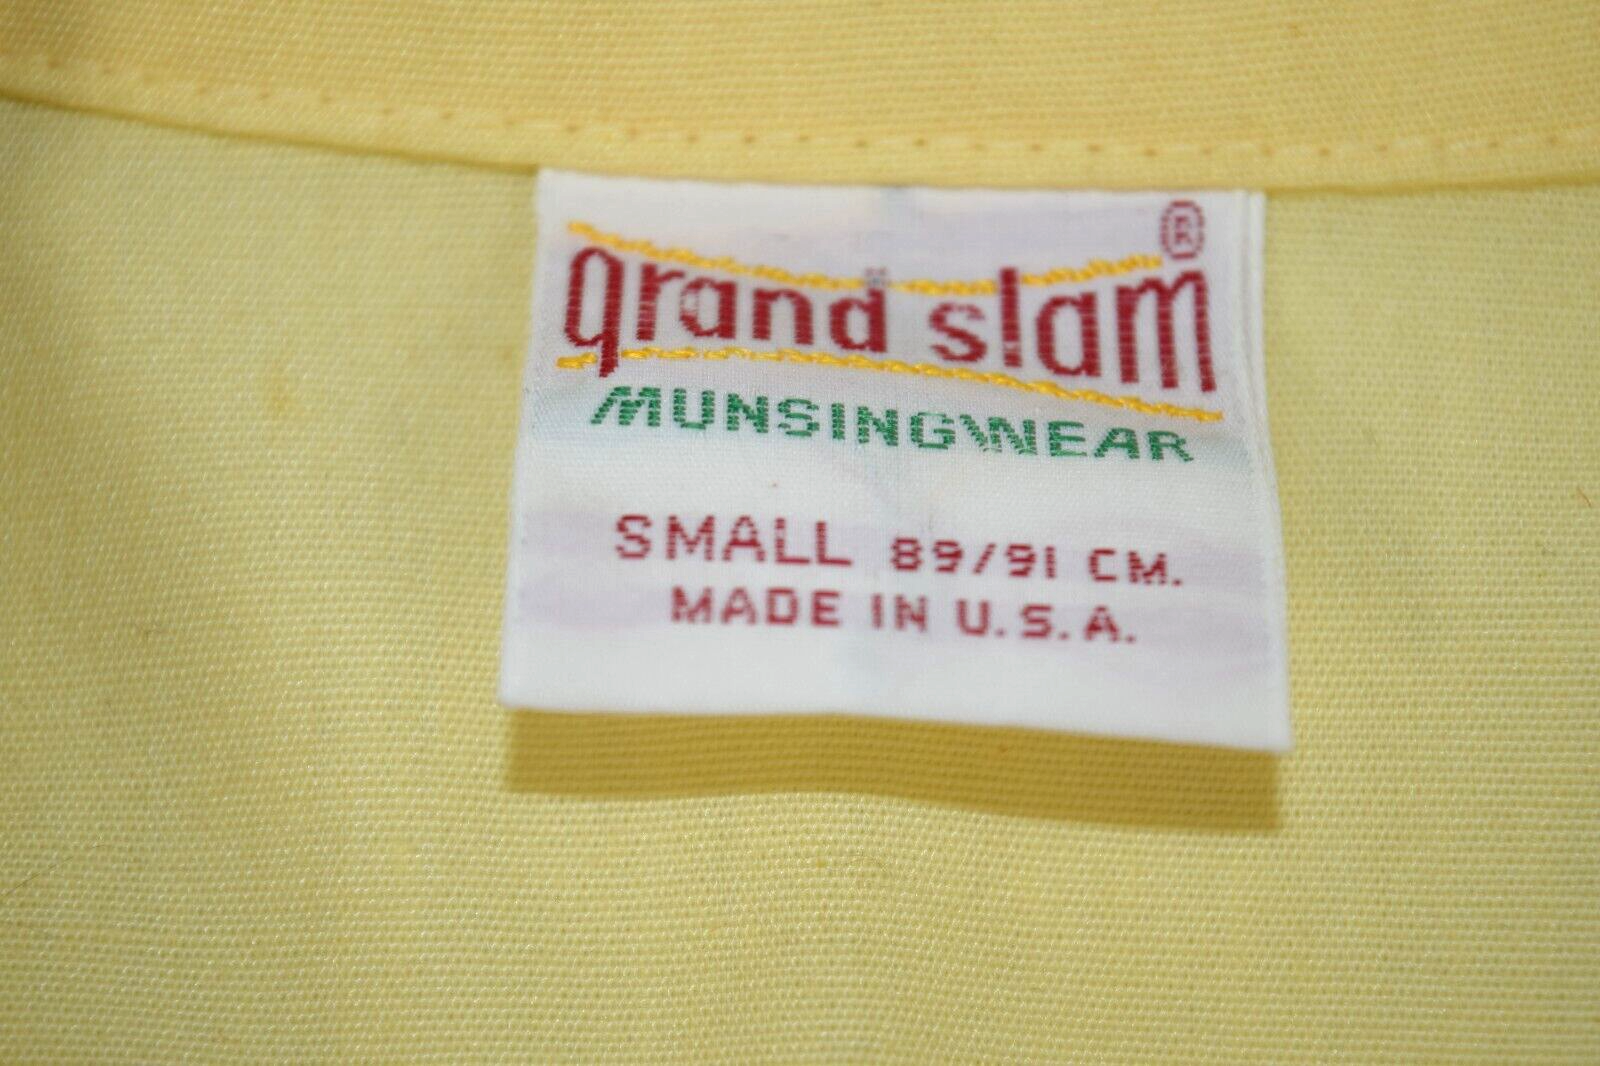 grand slam®
MUNSINGWEAR
SMALL 89/91 CM.
MADE IN U.S.A.